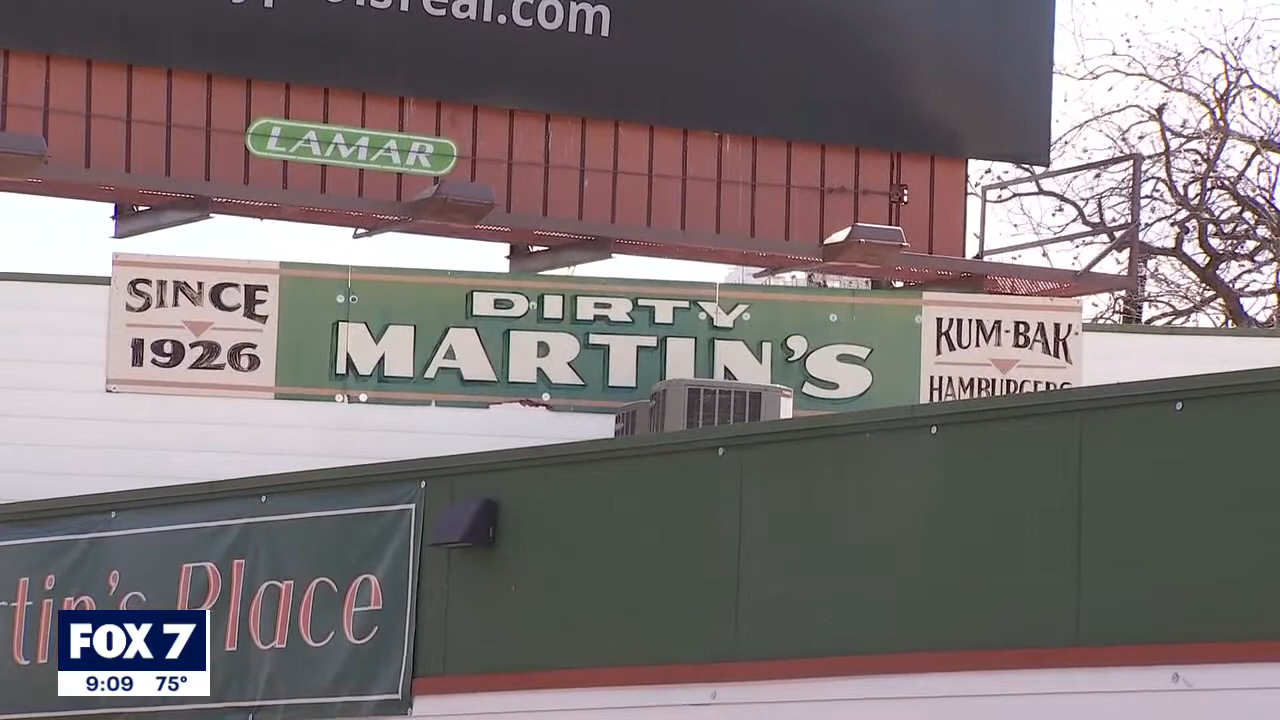 LAMAR
SINCE
1926
DIRTY
MARTIN'S
KUM-BAK
HAMBURGERS
Place
FOX 7
9:09 75°